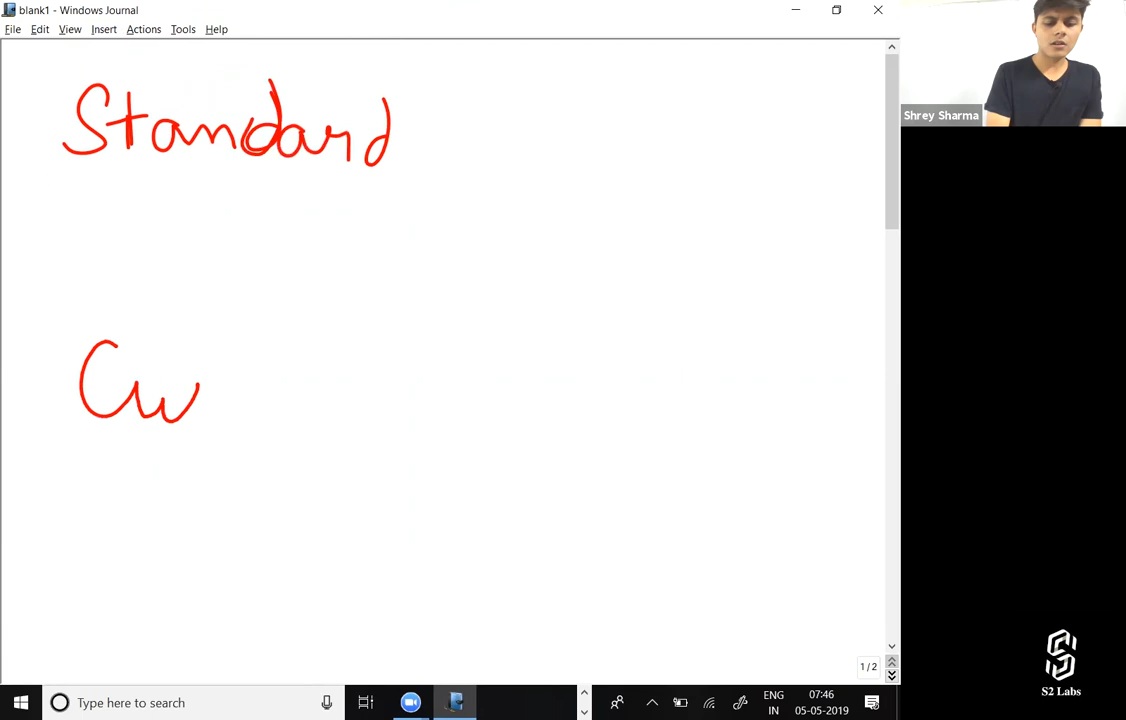 blank1 - Windows Journal
File Edit View Insert Actions Tools Help
Shrey Sharma
Standard
Cu
1 / 2
S2 Labs
Type here to search
ENG
IN
07:46
05-05-2019